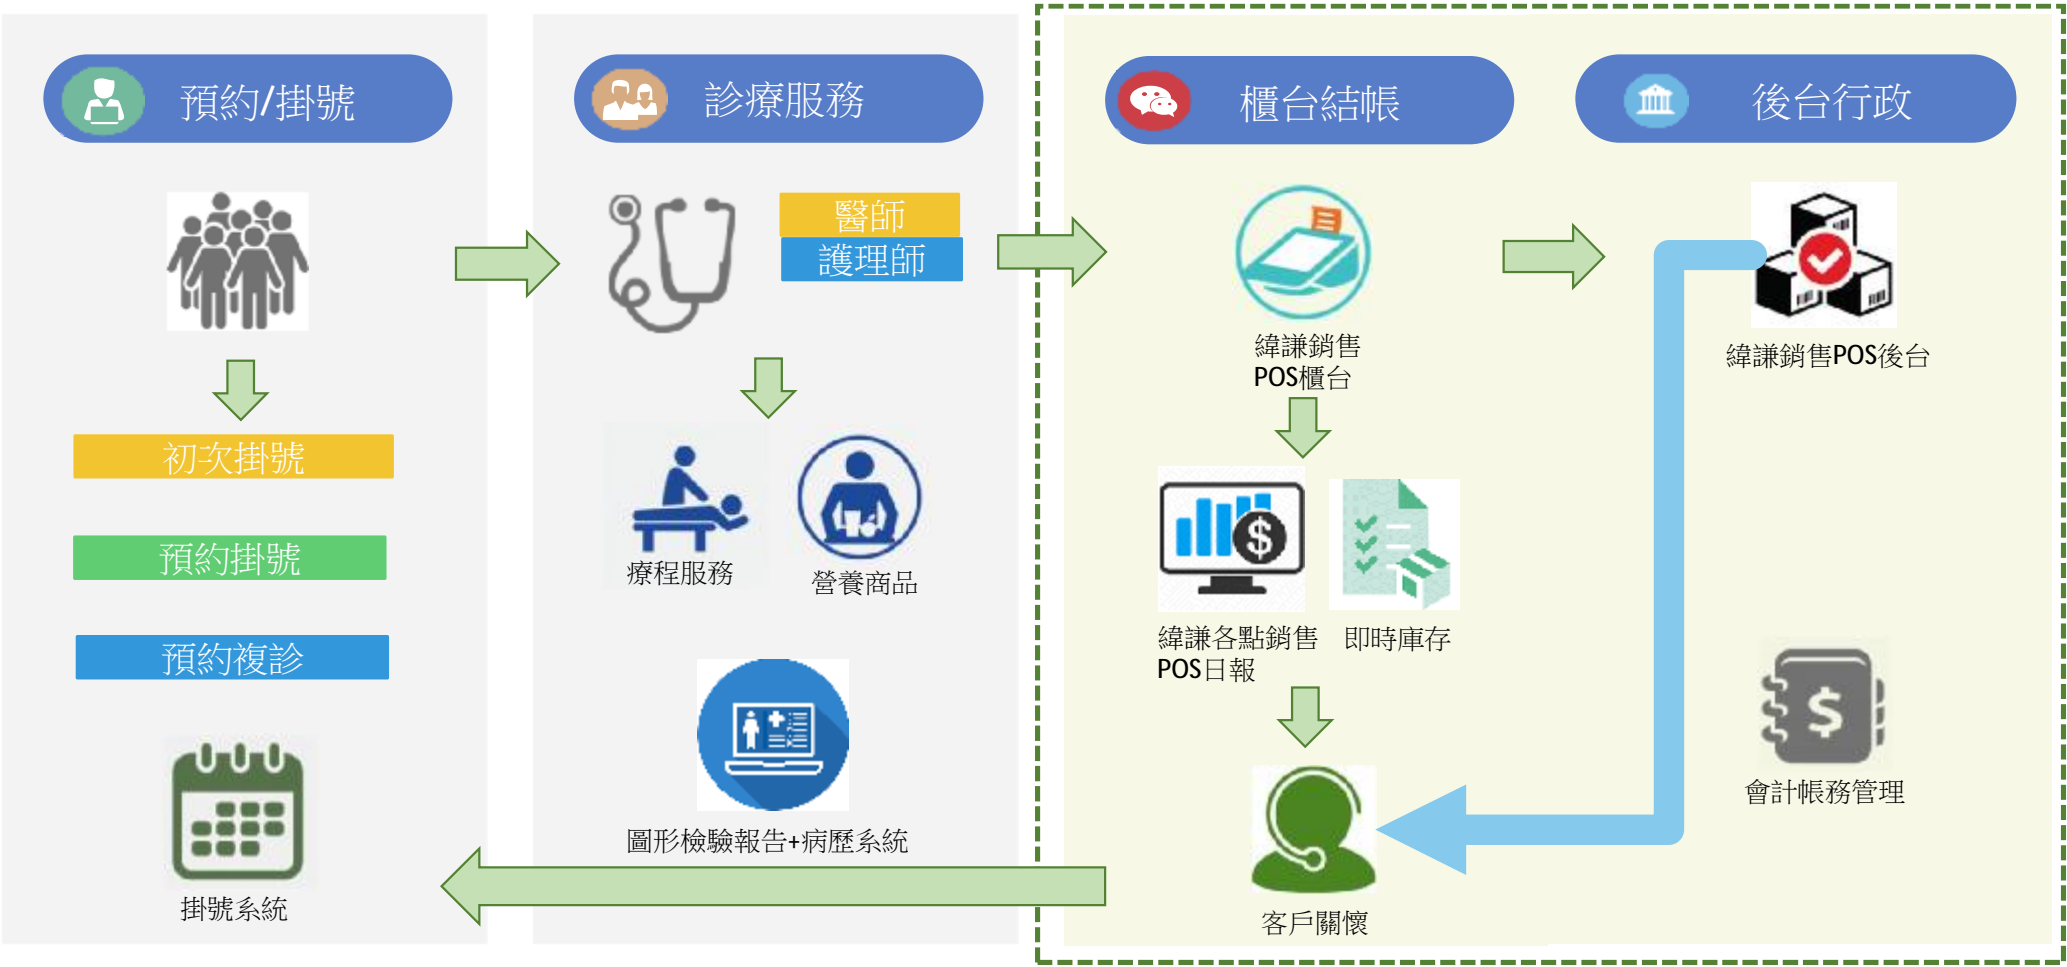 預約/掛號
初次掛號
預約掛號
預約複診
掛號系統
診療服務
醫師
護理師
療程服務
營養商品
圖形檢驗報告+病歷系統
櫃台結帳
緯謙銷售
POS櫃台
緯謙各點銷售
POS日報
即時庫存
客戶關懷
後台行政
緯謙銷售POS後台
會計帳務管理